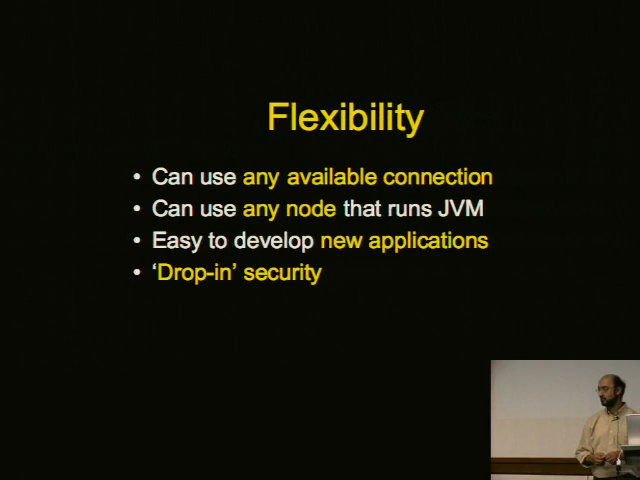 Flexibility
• Can use any available connection
• Can use any node that runs JVM
• Easy to develop new applications
• ‘Drop-in’ security